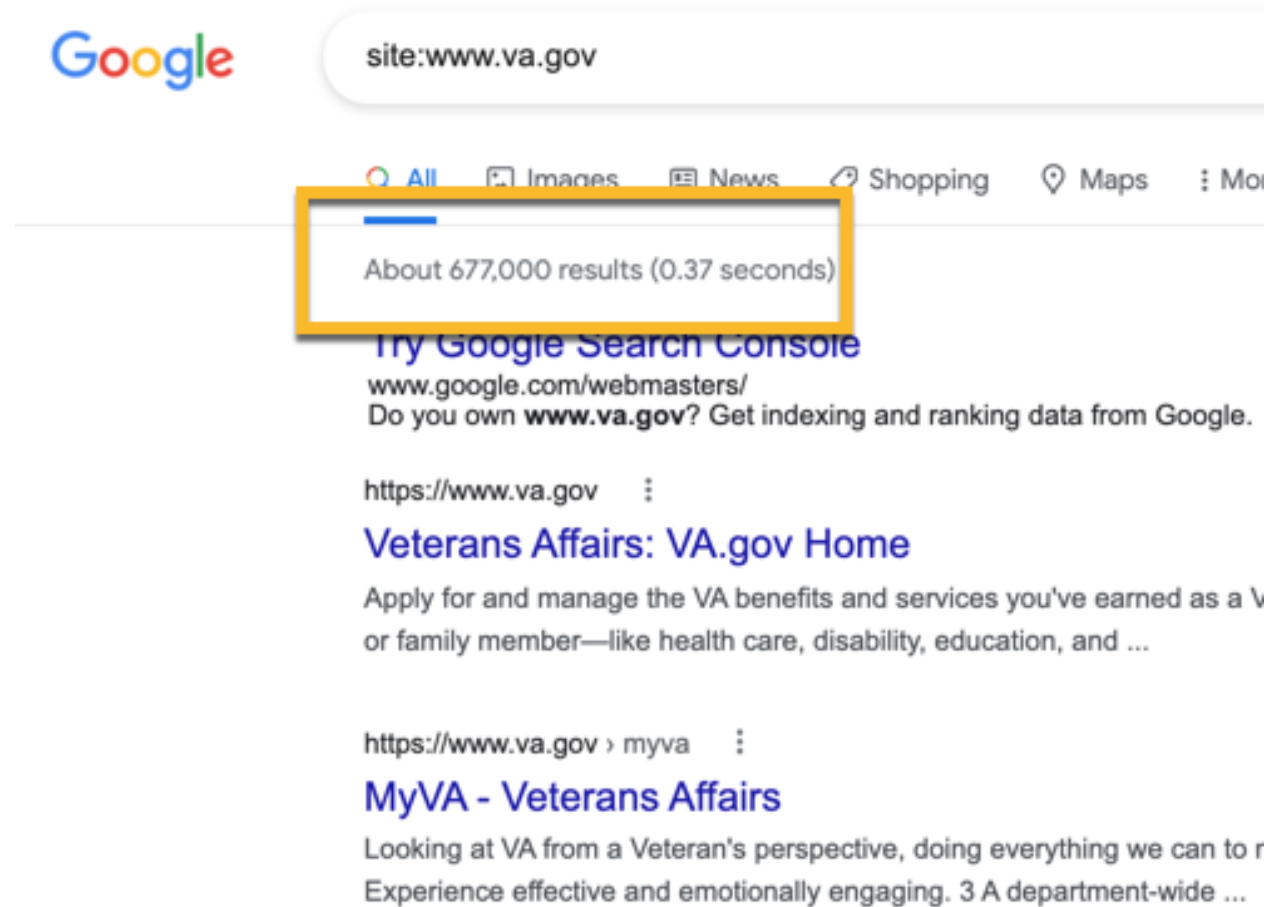 Google
site:www.va.gov
All Images News Shopping Maps
About 677,000 results (0.37 seconds)
Try Google Search Console
www.google.com/webmasters/
Do you own www.va.gov? Get indexing and ranking data from Google.
https://www.va.gov
Veterans Affairs: VA.gov Home
Apply for and manage the VA benefits and services you've earned as a
or family member—like health care, disability, education, and ...
https://www.va.gov › myva
MyVA - Veterans Affairs
Looking at VA from a Veteran's perspective, doing everything we can to
Experience effective and emotionally engaging. 3 A department-wide ...